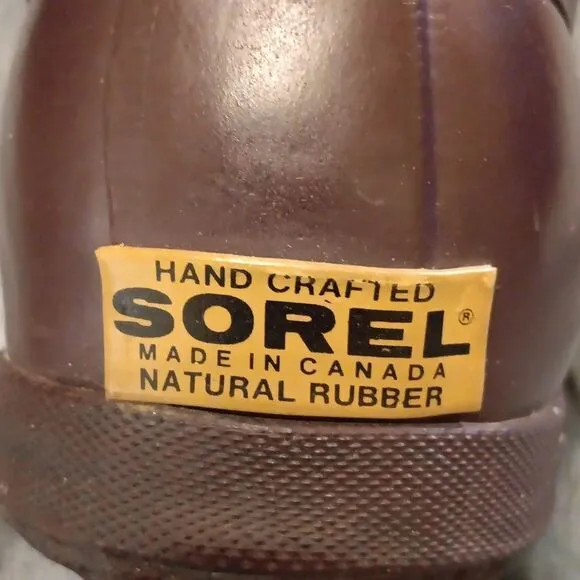 HAND CRAFTED
SOREL®
MADE IN CANADA
NATURAL RUBBER